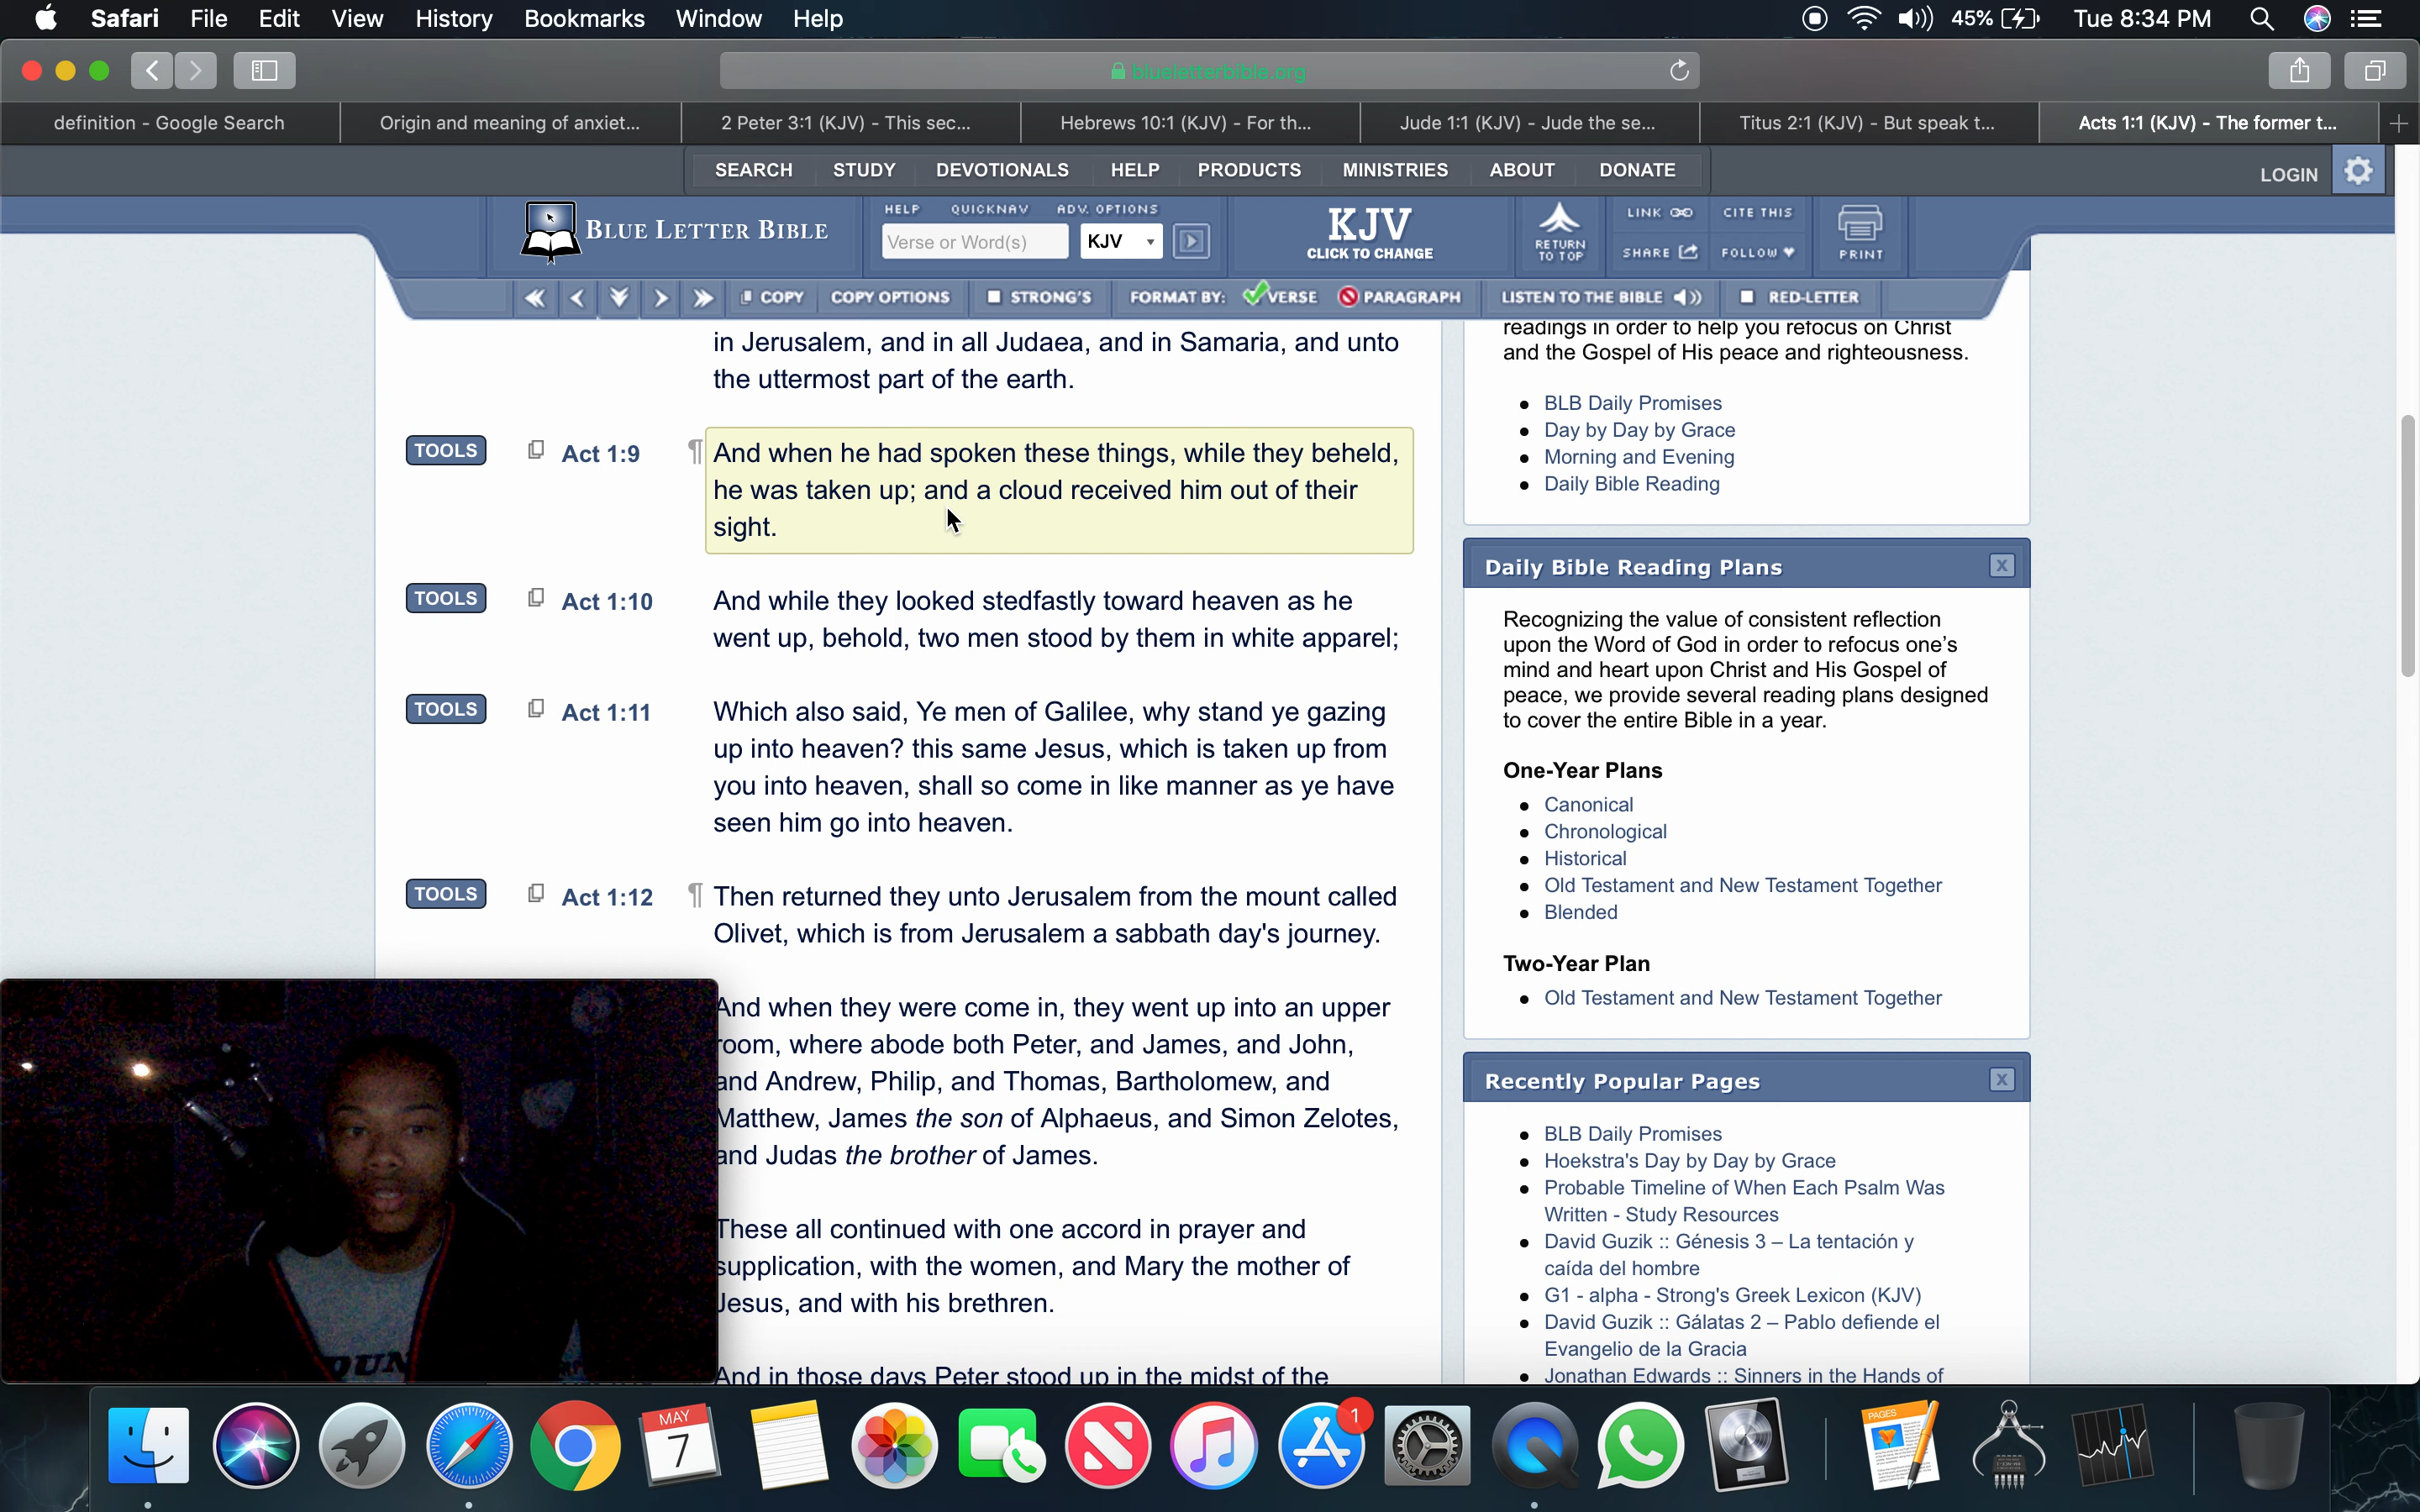 Safari File Edit View History Bookmarks Window Help 45% Tue 8:34 PM
blueletterbible.org
definition - Google Search Origin and meaning of anxiet... 2 Peter 3:1 (KJV) - This sec... Hebrews 10:1 (KJV) - For th... Jude 1:1 (KJV) - Jude the se... Titus 2:1 (KJV) - But speak t... Acts 1:1 (KJV) - The former t...
SEARCH STUDY DEVOTIONALS HELP PRODUCTS MINISTRIES ABOUT DONATE LOGIN
HELP QUICKNAV ADV. OPTIONS
BLUE LETTER BIBLE
Verse or Word(s) KJV
KJV
CLICK TO CHANGE
RETURN
TO TOP
LINK CITE THIS
SHARE FOLLOW
PRINT
COPY COPY OPTIONS STRONG'S FORMAT BY: VERSE PARAGRAPH LISTEN TO THE BIBLE RED-LETTER
in Jerusalem, and in all Judaea, and in Samaria, and unto
the uttermost part of the earth.
TOOLS Act 1:9 ¶ And when he had spoken these things, while they beheld,
he was taken up; and a cloud received him out of their
sight.
TOOLS Act 1:10 And while they looked stedfastly toward heaven as he
went up, behold, two men stood by them in white apparel;
TOOLS Act 1:11 Which also said, Ye men of Galilee, why stand ye gazing
up into heaven? this same Jesus, which is taken up from
you into heaven, shall so come in like manner as ye have
seen him go into heaven.
TOOLS Act 1:12 ¶ Then returned they unto Jerusalem from the mount called
Olivet, which is from Jerusalem a sabbath day's journey.
And when they were come in, they went up into an upper
room, where abode both Peter, and James, and John,
and Andrew, Philip, and Thomas, Bartholomew, and
Matthew, James the son of Alphaeus, and Simon Zelotes,
and Judas the brother of James.
These all continued with one accord in prayer and
supplication, with the women, and Mary the mother of
Jesus, and with his brethren.
And in those days Peter stood up in the midst of the
readings in order to help you refocus on Christ
and the Gospel of His peace and righteousness.
BLB Daily Promises
Day by Day by Grace
Morning and Evening
Daily Bible Reading
Daily Bible Reading Plans X
Recognizing the value of consistent reflection
upon the Word of God in order to refocus one's
mind and heart upon Christ and His Gospel of
peace, we provide several reading plans designed
to cover the entire Bible in a year.
One-Year Plans
Canonical
Chronological
Historical
Old Testament and New Testament Together
Blended
Two-Year Plan
Old Testament and New Testament Together
Recently Popular Pages X
BLB Daily Promises
Hoekstra's Day by Day by Grace
Probable Timeline of When Each Psalm Was
Written - Study Resources
David Guzik :: Génesis 3 – La tentación y
caída del hombre
G1 - alpha - Strong's Greek Lexicon (KJV)
David Guzik :: Gálatas 2 – Pablo defiende el
Evangelio de la Gracia
Jonathan Edwards :: Sinners in the Hands of
OUN
MAY
7
1
PAGES